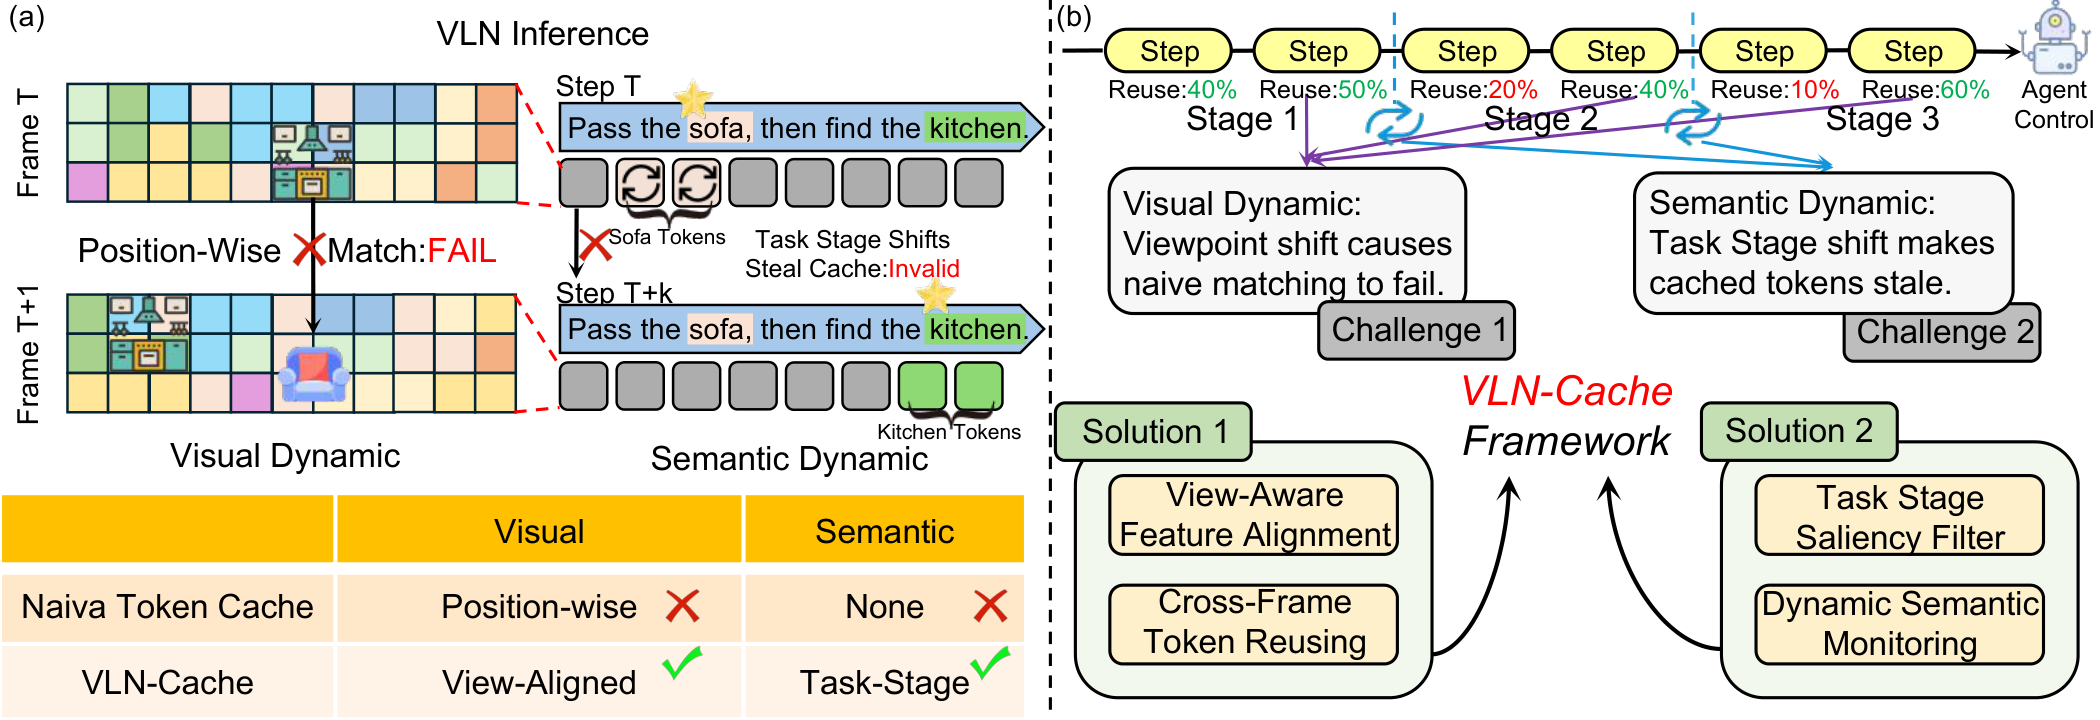 (a)
VLN Inference
Frame T
Step T
Pass the sofa, then find the kitchen.
Sofa Tokens
Position-Wise Match:FAIL
Task Stage Shifts
Steal Cache:Invalid
Frame T+1
Step T+k
Pass the sofa, then find the kitchen.
Kitchen Tokens
Visual Dynamic
Semantic Dynamic
Visual Semantic
Naiva Token Cache Position-wise None
VLN-Cache View-Aligned Task-Stage
(b)
Step Step Step Step Step Step
Reuse:40% Reuse:50% Reuse:20% Reuse:40% Reuse:10% Reuse:60%
Agent
Control
Stage 1 Stage 2 Stage 3
Visual Dynamic:
Viewpoint shift causes
naive matching to fail.
Challenge 1
Semantic Dynamic:
Task Stage shift makes
cached tokens stale.
Challenge 2
VLN-Cache
Framework
Solution 1
View-Aware
Feature Alignment
Cross-Frame
Token Reusing
Solution 2
Task Stage
Saliency Filter
Dynamic Semantic
Monitoring